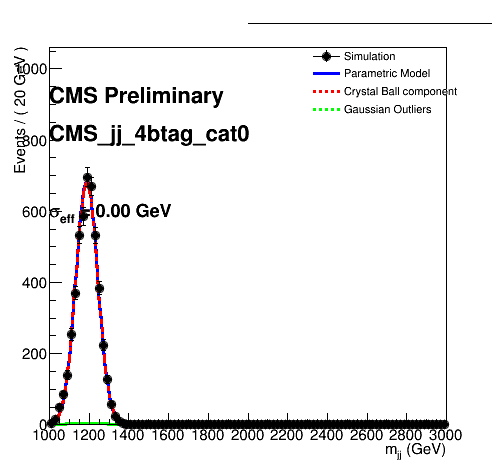 Events / ( 20 GeV )
Simulation
Parametric Model
Crystal Ball component
Gaussian Outliers
CMS Preliminary
CMS_jj_4btag_cat0
σeff = 0.00 GeV
1000
800
600
400
200
0
1000 1200 1400 1600 1800 2000 2200 2400 2600 2800 3000
mjj (GeV)